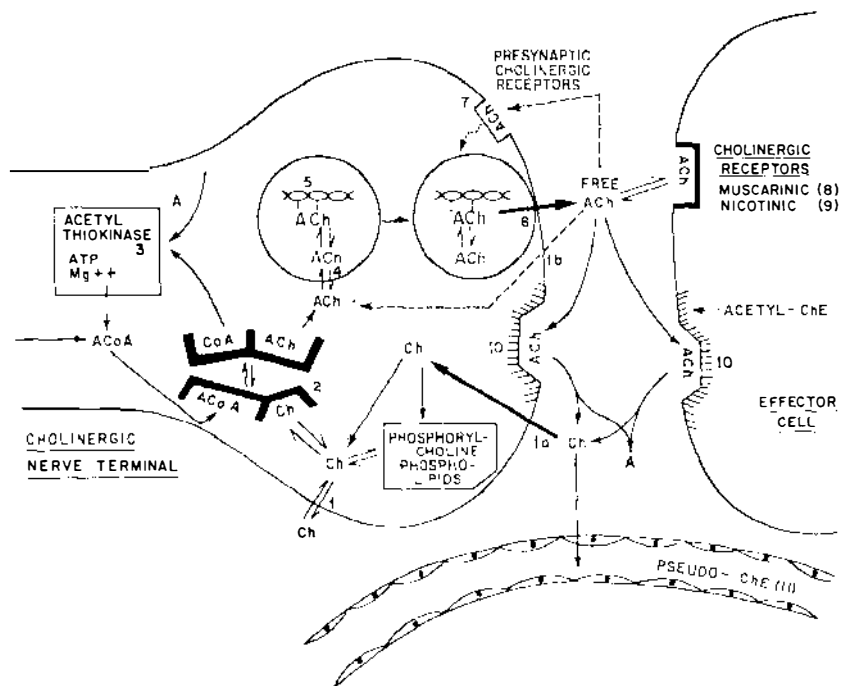 PRESYNAPTIC
CHOLINERGIC
RECEPTORS
7
ACh
CHOLINERGIC
RECEPTORS
MUSCARINIC (8)
NICOTINIC (9)
ACh
FREE
ACh
A
5
ACh
ACh
4
ACh
ACh
ACh
6
1b
ACETYL
THIOKINASE
3
ATP
Mg++
ACoA
CoA
ACh
2
ACoA
Ch
Ch
10
ACh
ACETYL-ChE
ACh
10
EFFECTOR
CELL
CHOLINERGIC
NERVE TERMINAL
PHOSPHORYL-
CHOLINE
PHOSPHO-
LIPIDS
Ch
1
Ch
1a
Ch
A
PSEUDO-ChE (11)